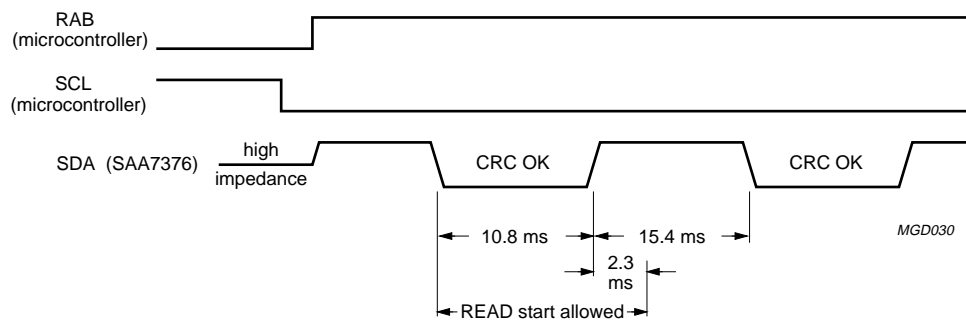 RAB
(microcontroller)
SCL
(microcontroller)
SDA (SAA7376)
high
impedance
CRC OK
CRC OK
10.8 ms
15.4 ms
MGD030
2.3
ms
READ start allowed